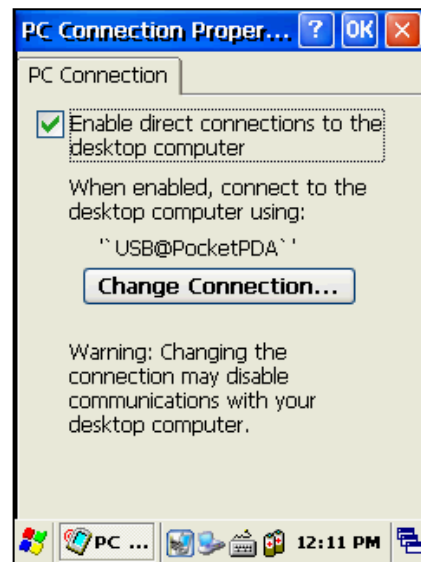 PC Connection Proper... ? OK ×
PC Connection
Enable direct connections to the
desktop computer
When enabled, connect to the
desktop computer using:
'`USB@PocketPDA`'
Change Connection...
Warning: Changing the
connection may disable
communications with your
desktop computer.
PC ... 12:11 PM